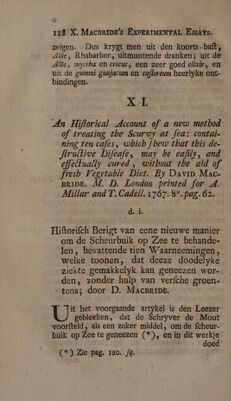 128 X. MACBRIDE'S EXPERIMENTAL ESSAYS.
zeigen. Dus krygt men uit den koorts-bast,
Aloe, Rhabarber, uitmuntende dranken; uit de
Aloe, myrrha en crocus, een zeer goed elixir, en
uit de gummi guajacum en castoreum heerlyke ont-
bindingen.
XI.
An Historical Account of a new method
of treating the Scurvy at sea: contai-
ning ten cases, which shew that this de-
structive Disease, may be easily, and
effectually cured, without the aid of
fresh Vegetable Diet. By DAVID MAC-
BRIDE. M. D. London printed for A.
Millar and T. Cadell. 1767. 8°. pag. 62.
d. i.
Historisch Berigt van eene nieuwe manier
om de Scheurbuik op Zee te behande-
len, bevattende tien Waarneemingen,
welke toonen, dat deeze doodelyke
ziekte gemakkelyk kan geneezen wor-
den, zonder hulp van versche groen-
tens; door D. MACBRIDE.
Uit het voorgaande artykel is den Leezer
gebleeken, dat de Schryver de Mout
voorsteld, als een zeker middel, om de scheur-
buik op Zee te geneezen (*), en in dit werkje
doed
(*) Zie pag. 120. sq.